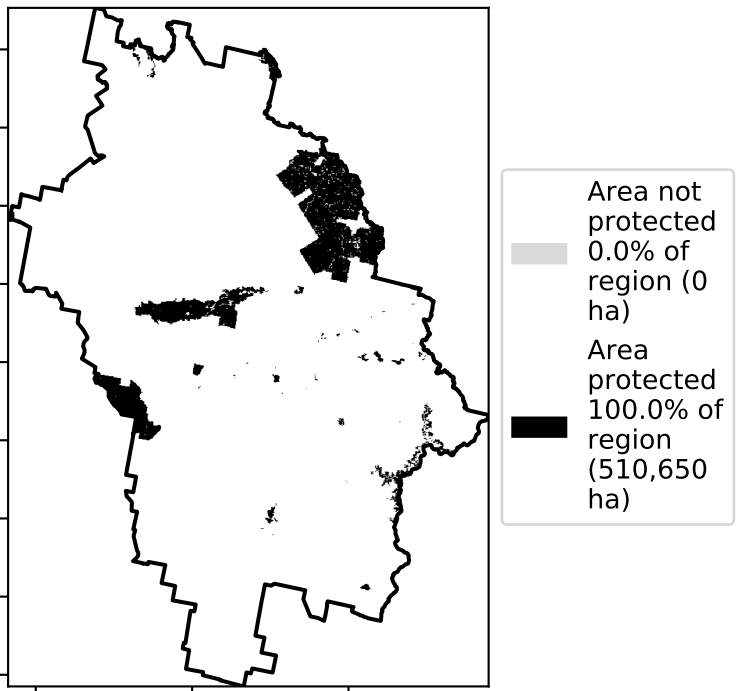 Area not
protected
0.0% of
region (0
ha)
Area
protected
100.0% of
region
(510,650
ha)